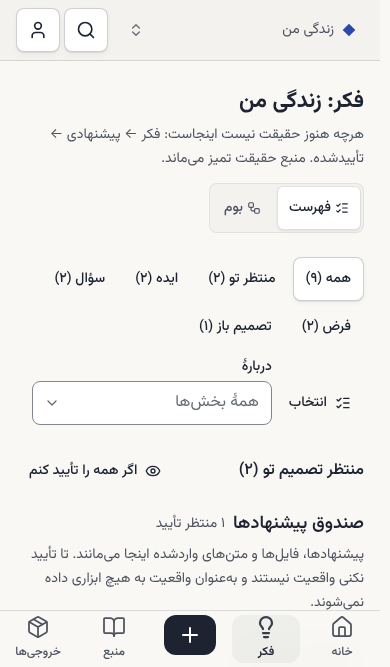 زندگی من
فکر: زندگی من
هرچه هنوز حقیقت نیست اینجاست: فکر ← پیشنهادی ←
تأییدشده. منبع حقیقت تمیز می‌ماند.
فهرست
بوم
همه (۹)
منتظر تو (۲)
ایده (۲)
سؤال (۲)
فرض (۲)
تصمیم باز (۱)
دربارهٔ
انتخاب
همهٔ بخش‌ها
منتظر تصمیم تو (۲)
اگر همه را تأیید کنم
صندوق پیشنهادها ۱ منتظر تأیید
پیشنهادها، فایل‌ها و متن‌های واردشده اینجا می‌مانند. تا تأیید
نکنی واقعیت نیستند و به‌عنوان واقعیت به هیچ ابزاری داده
نمی‌شوند.
خانه
فکر
منبع
خروجی‌ها